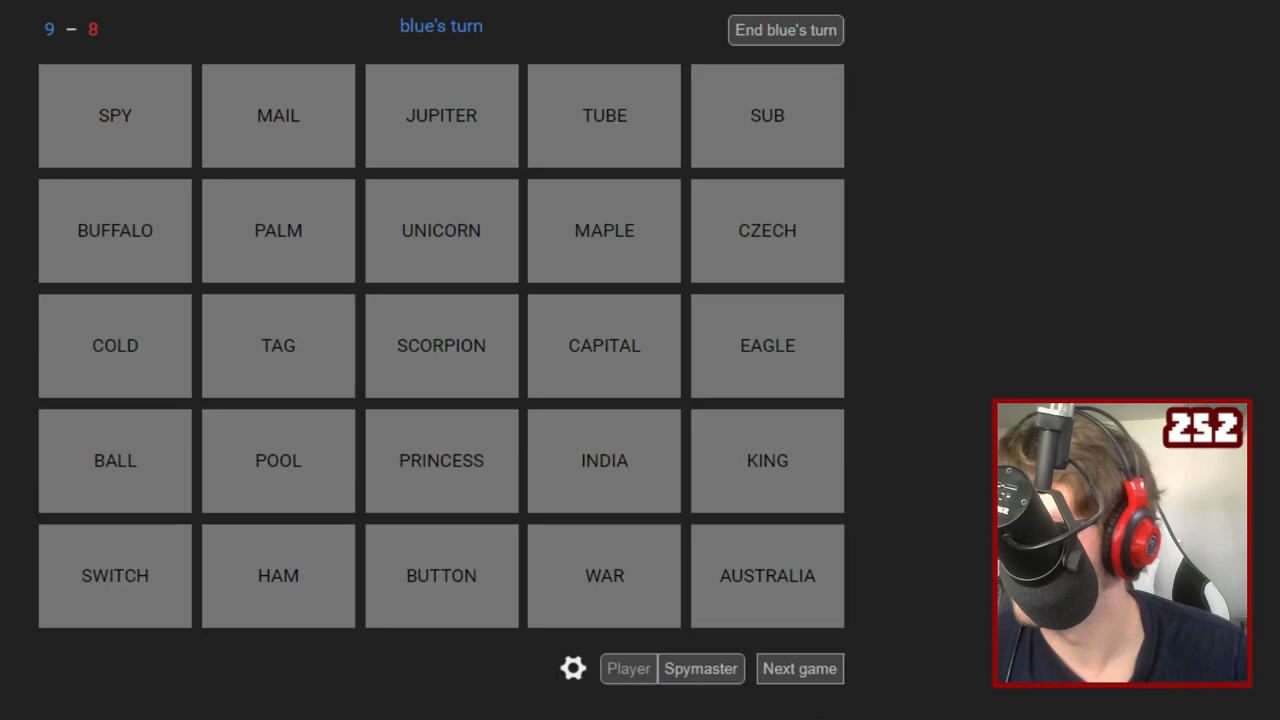 9 – 8 blue's turn End blue's turn
SPY MAIL JUPITER TUBE SUB
BUFFALO PALM UNICORN MAPLE CZECH
COLD TAG SCORPION CAPITAL EAGLE
BALL POOL PRINCESS INDIA KING
SWITCH HAM BUTTON WAR AUSTRALIA
Player Spymaster Next game
252